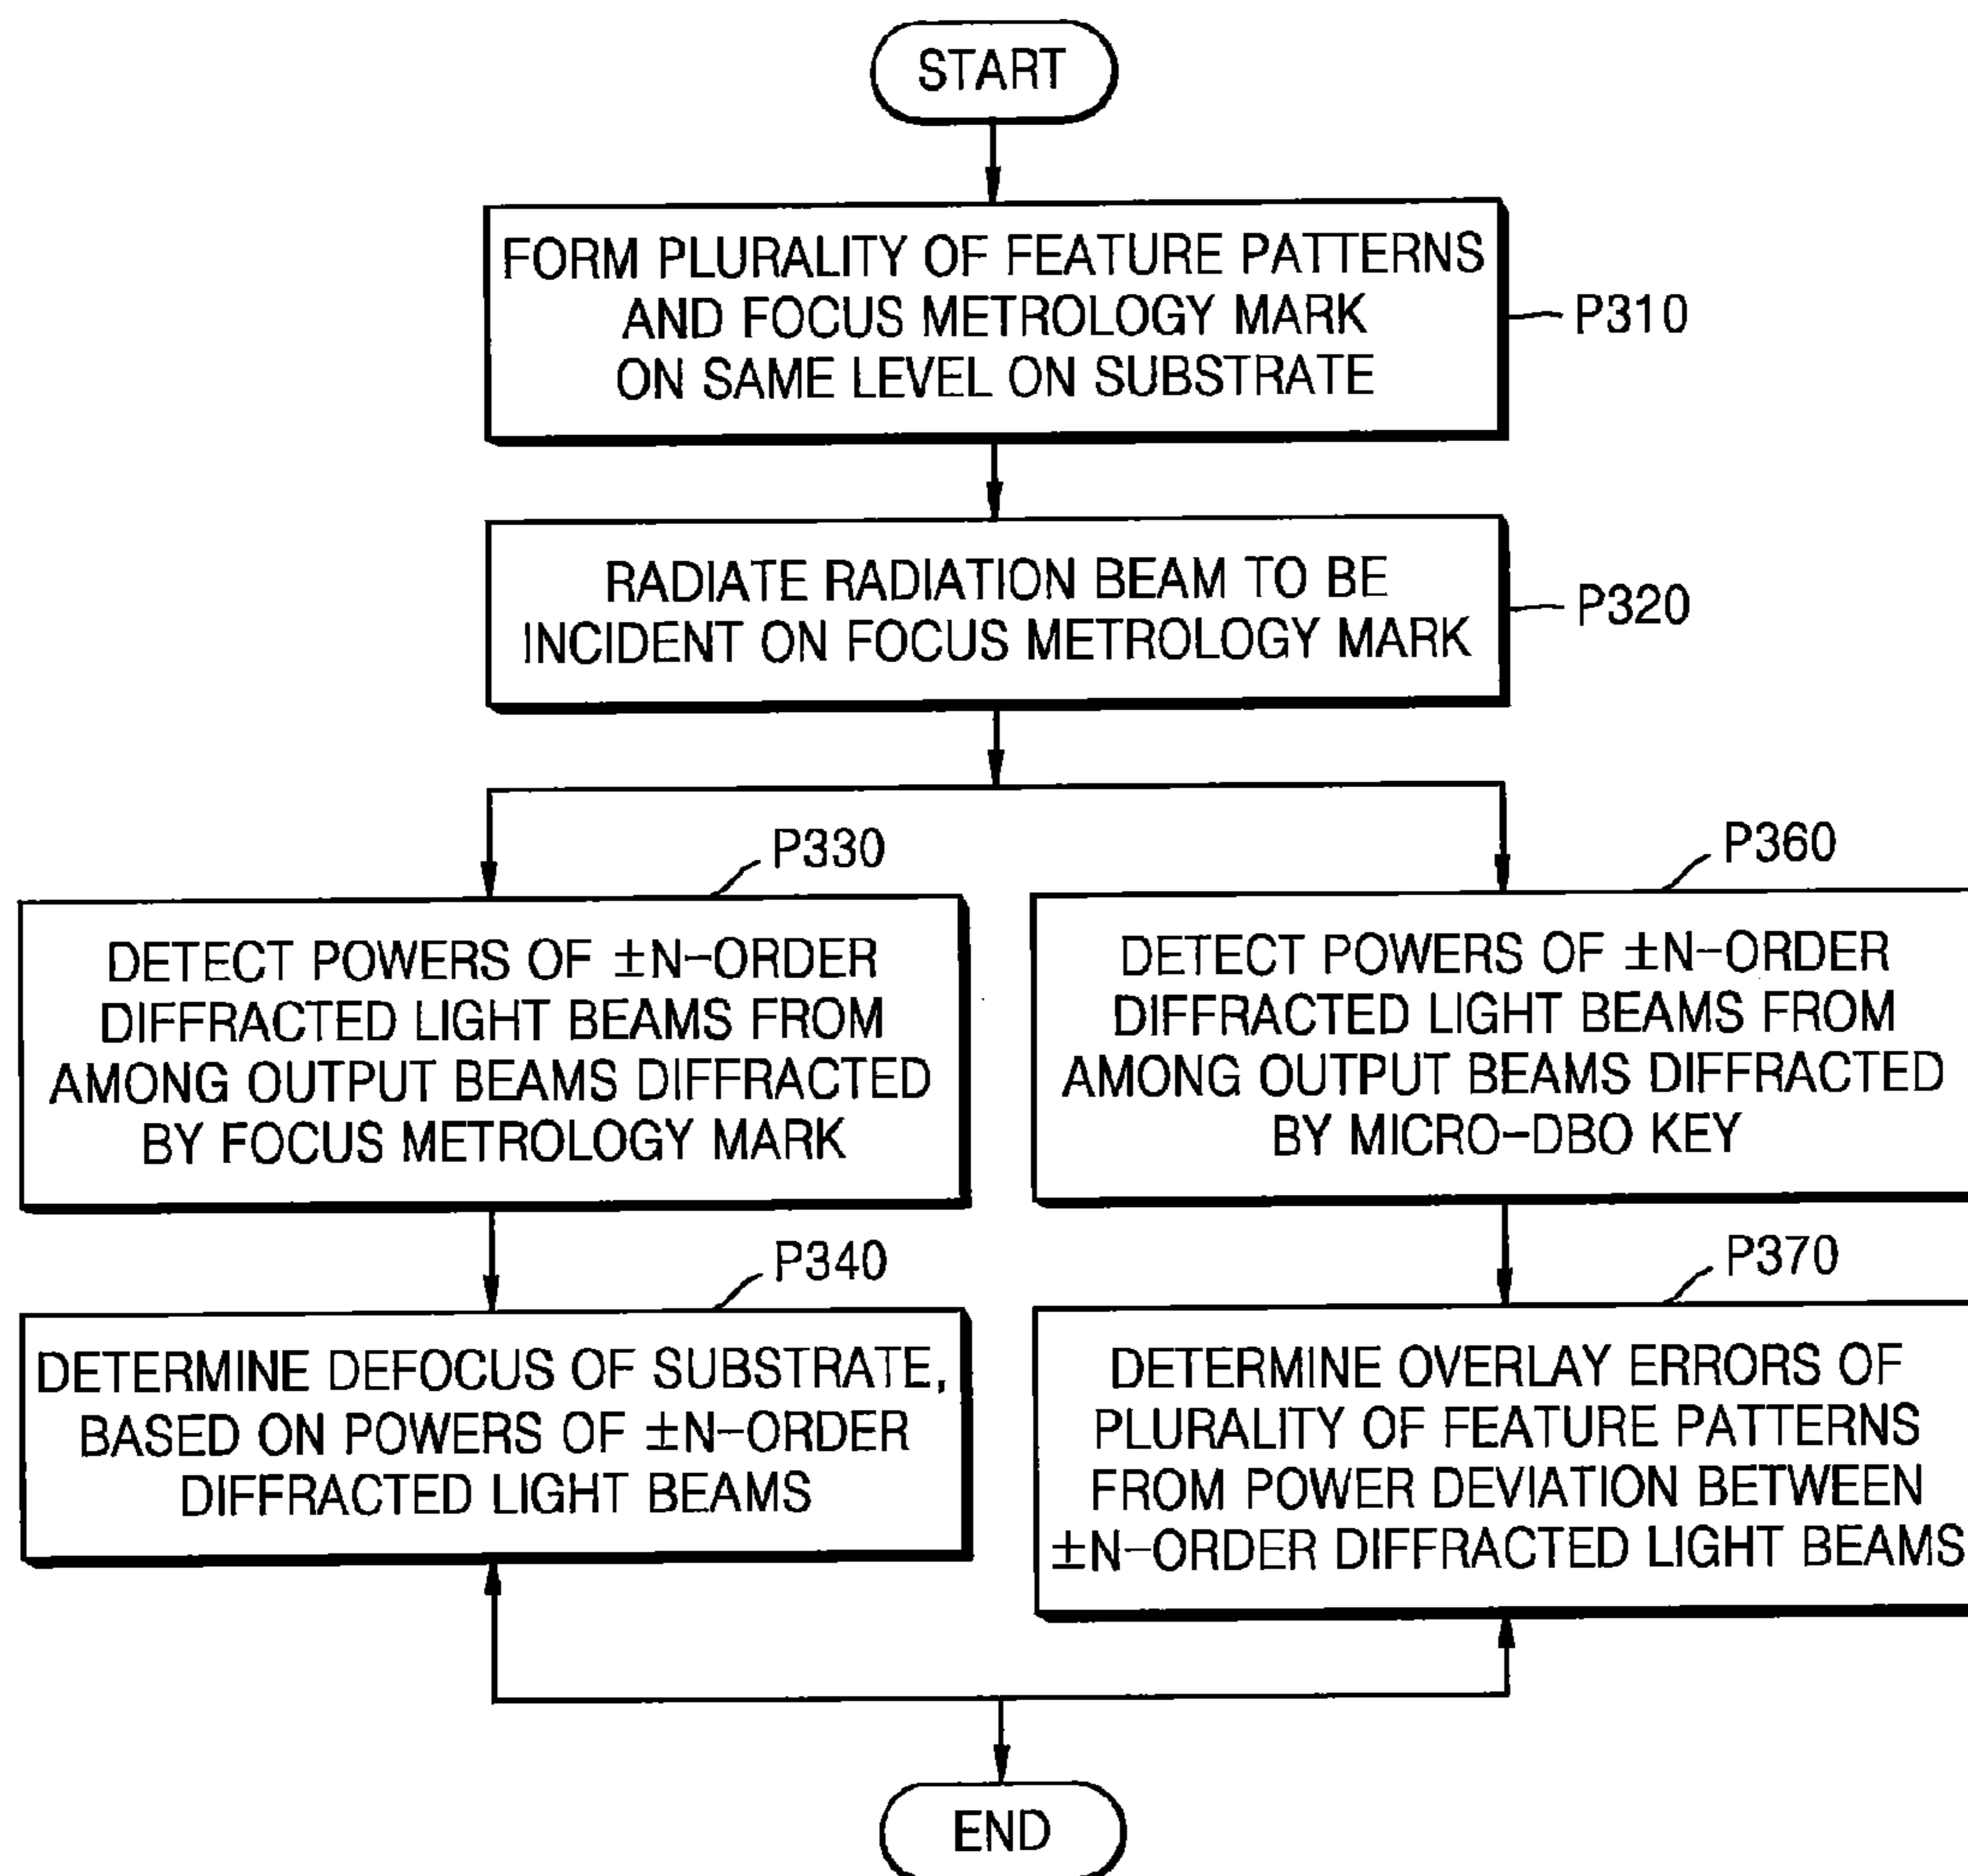 START
FORM PLURALITY OF FEATURE PATTERNS
AND FOCUS METROLOGY MARK
ON SAME LEVEL ON SUBSTRATE
P310
RADIATE RADIATION BEAM TO BE
INCIDENT ON FOCUS METROLOGY MARK
P320
P330
DETECT POWERS OF ±N-ORDER
DIFFRACTED LIGHT BEAMS FROM
AMONG OUTPUT BEAMS DIFFRACTED
BY FOCUS METROLOGY MARK
P340
DETERMINE DEFOCUS OF SUBSTRATE,
BASED ON POWERS OF ±N-ORDER
DIFFRACTED LIGHT BEAMS
P360
DETECT POWERS OF ±N-ORDER
DIFFRACTED LIGHT BEAMS FROM
AMONG OUTPUT BEAMS DIFFRACTED
BY MICRO-DBO KEY
P370
DETERMINE OVERLAY ERRORS OF
PLURALITY OF FEATURE PATTERNS
FROM POWER DEVIATION BETWEEN
±N-ORDER DIFFRACTED LIGHT BEAMS
END